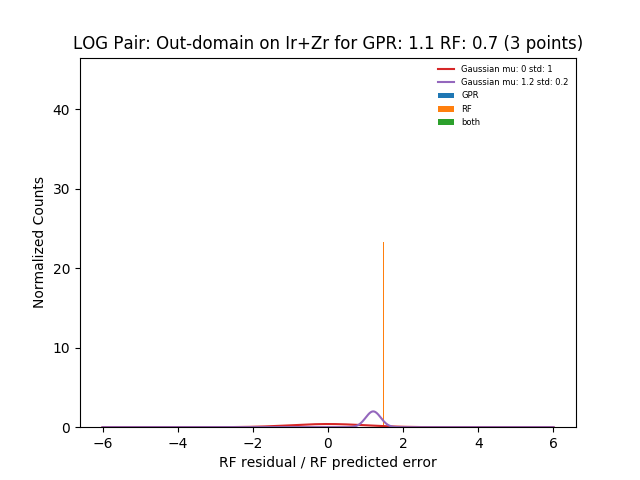 LOG Pair: Out-domain on Ir+Zr for GPR: 1.1 RF: 0.7 (3 points)
Gaussian mu: 0 std: 1
Gaussian mu: 1.2 std: 0.2
GPR
RF
both
40
30
20
10
0
Normalized Counts
−6 −4 −2 0 2 4 6
RF residual / RF predicted error